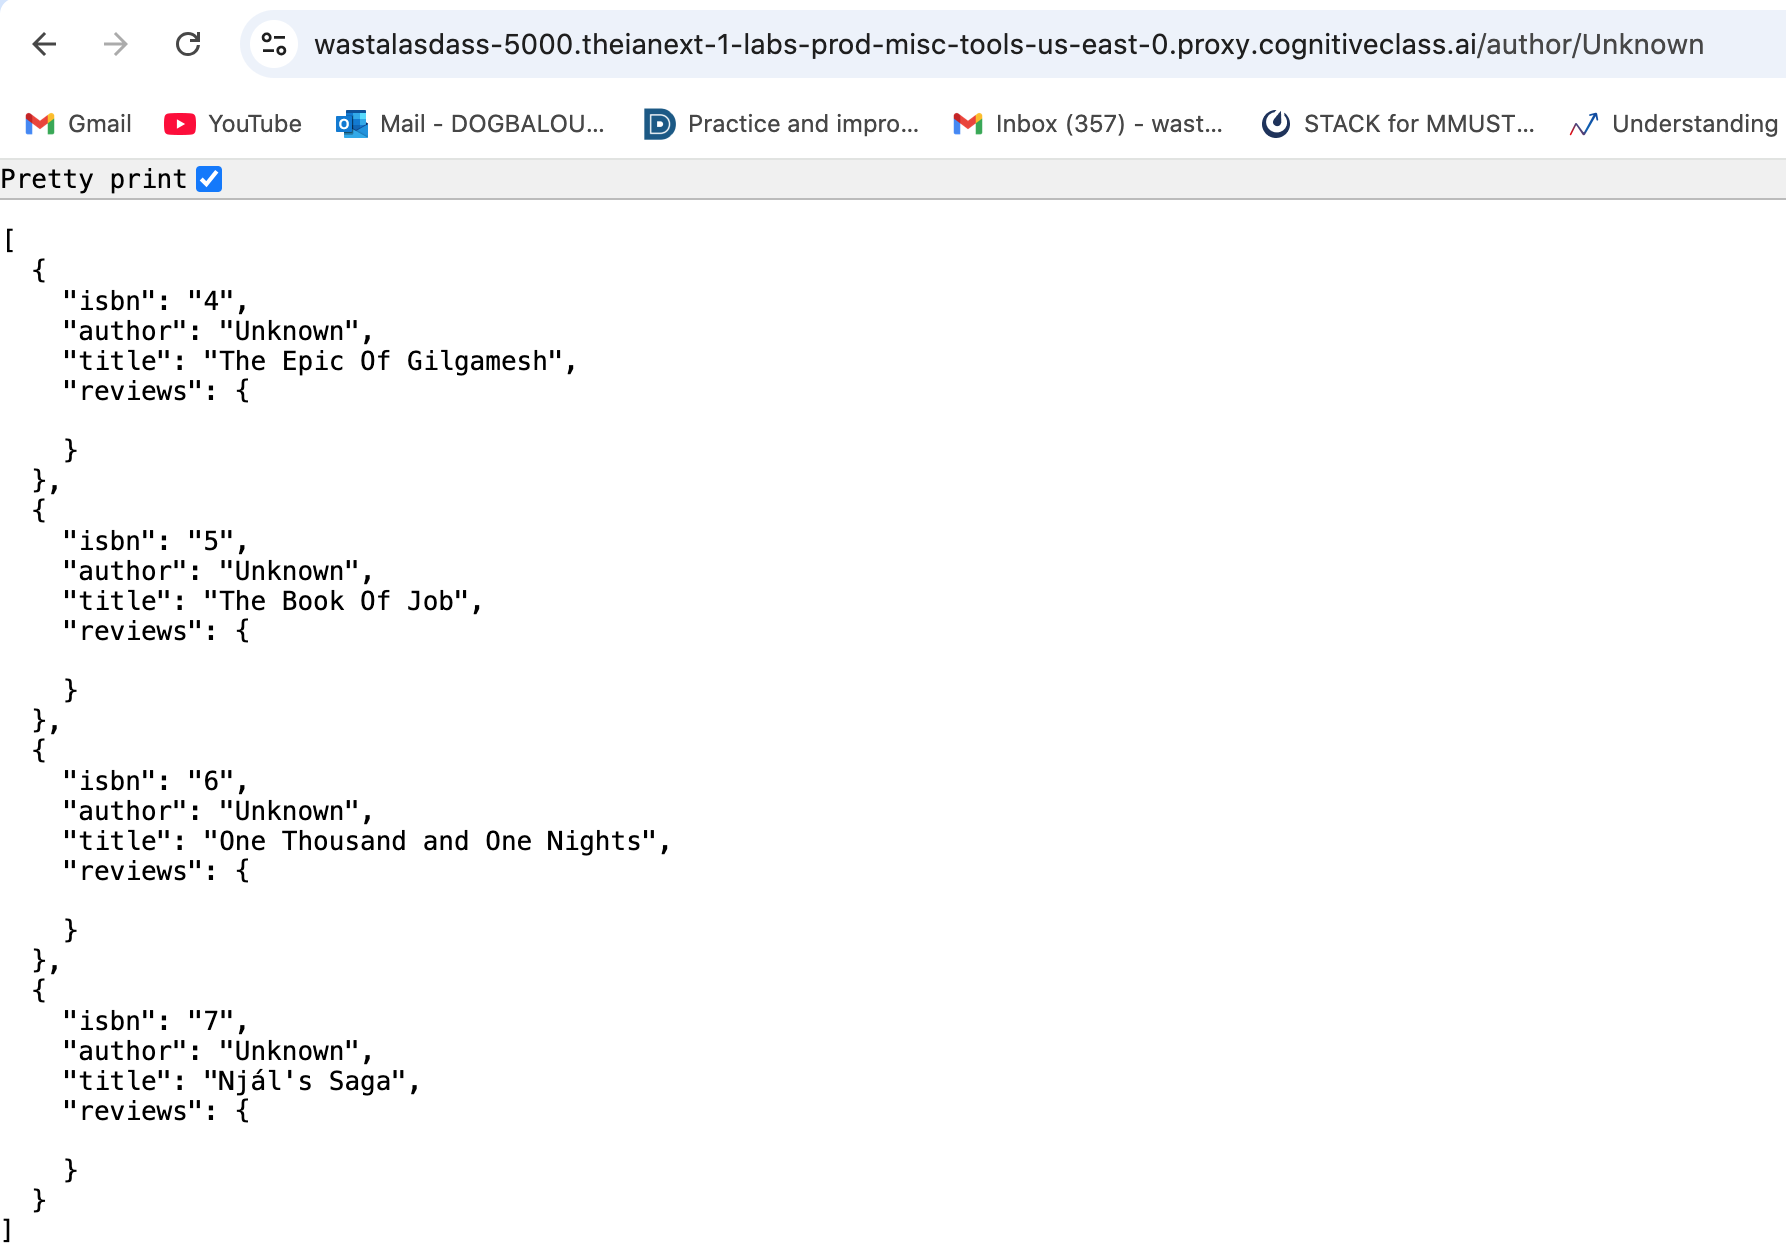 wastalasdass-5000.theianext-1-labs-prod-misc-tools-us-east-0.proxy.cognitiveclass.ai/author/Unknown
Gmail YouTube Mail - DOGBALOU... Practice and impro... Inbox (357) - wast... STACK for MMUST... Understanding
Pretty print
[
  {
    "isbn": "4",
    "author": "Unknown",
    "title": "The Epic Of Gilgamesh",
    "reviews": {

    }
  },
  {
    "isbn": "5",
    "author": "Unknown",
    "title": "The Book Of Job",
    "reviews": {

    }
  },
  {
    "isbn": "6",
    "author": "Unknown",
    "title": "One Thousand and One Nights",
    "reviews": {

    }
  },
  {
    "isbn": "7",
    "author": "Unknown",
    "title": "Njál's Saga",
    "reviews": {

    }
  }
]